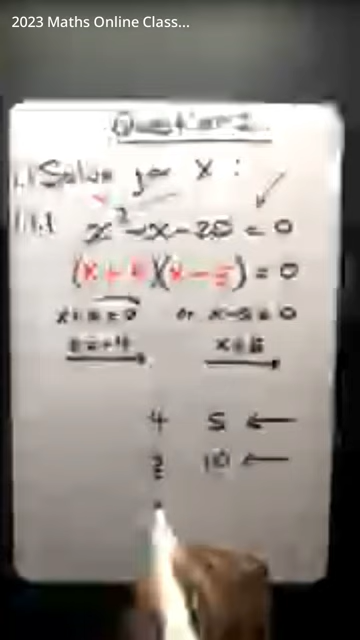 2023 Maths Online Class...
Question 1
1.1 Solve for x :
1.1.1 x² - x - 20 = 0
(x + 4)(x - 5) = 0
x + 4 = 0 or x - 5 = 0
x = -4 x = 5
4 5 ←
2 10 ←